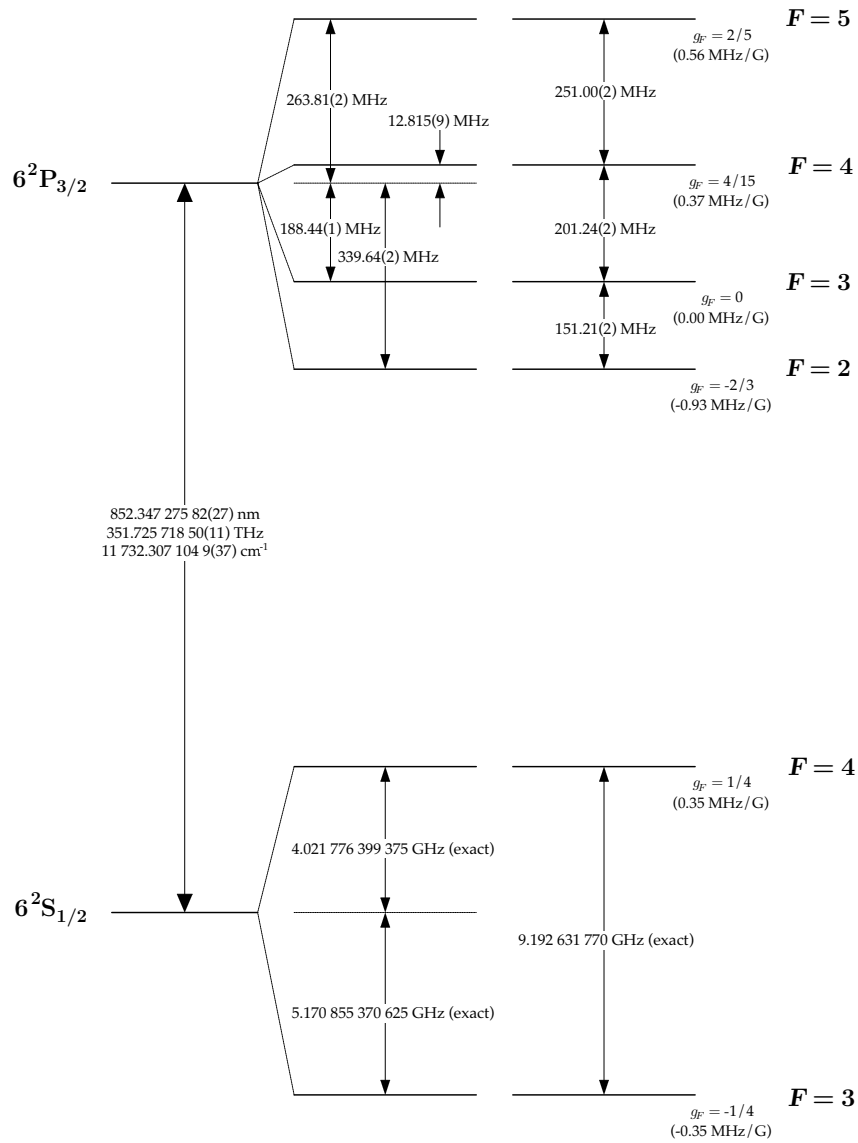 F = 5
g_F = 2/5
(0.56 MHz/G)
263.81(2) MHz
251.00(2) MHz
12.815(9) MHz
6²P₃/₂
F = 4
g_F = 4/15
(0.37 MHz/G)
188.44(1) MHz
201.24(2) MHz
339.64(2) MHz
F = 3
g_F = 0
(0.00 MHz/G)
151.21(2) MHz
F = 2
g_F = -2/3
(-0.93 MHz/G)
852.347 275 82(27) nm
351.725 718 50(11) THz
11 732.307 104 9(37) cm⁻¹
F = 4
g_F = 1/4
(0.35 MHz/G)
4.021 776 399 375 GHz (exact)
6²S₁/₂
9.192 631 770 GHz (exact)
5.170 855 370 625 GHz (exact)
F = 3
g_F = -1/4
(-0.35 MHz/G)